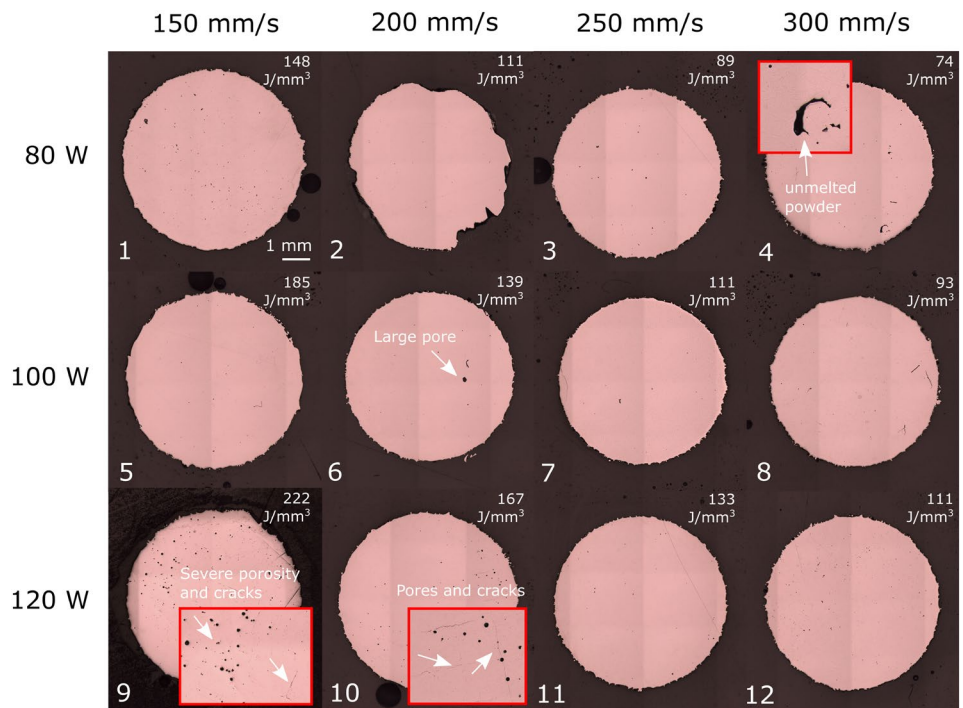 150 mm/s
200 mm/s
250 mm/s
300 mm/s
80 W
148
J/mm³
1 mm
1
111
J/mm³
2
89
J/mm³
3
74
J/mm³
unmelted
powder
4
100 W
185
J/mm³
5
139
J/mm³
Large pore
6
111
J/mm³
7
93
J/mm³
8
120 W
222
J/mm³
Severe porosity
and cracks
9
167
J/mm³
Pores and cracks
10
133
J/mm³
11
111
J/mm³
12